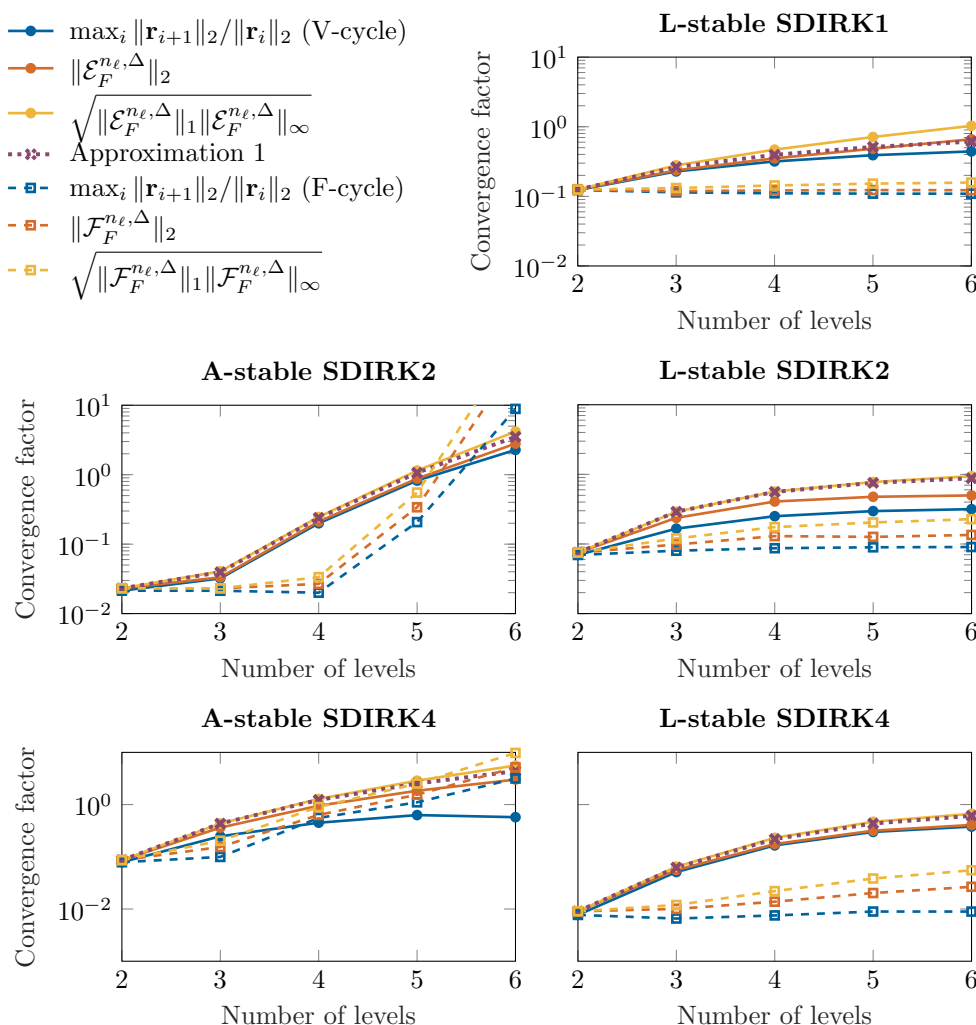 max_i ‖r_{i+1}‖_2/‖r_i‖_2 (V-cycle)
‖ℰ_F^{n_ℓ,Δ}‖_2
√(‖ℰ_F^{n_ℓ,Δ}‖_1‖ℰ_F^{n_ℓ,Δ}‖_∞)
Approximation 1
max_i ‖r_{i+1}‖_2/‖r_i‖_2 (F-cycle)
‖ℱ_F^{n_ℓ,Δ}‖_2
√(‖ℱ_F^{n_ℓ,Δ}‖_1‖ℱ_F^{n_ℓ,Δ}‖_∞)
L-stable SDIRK1
Convergence factor
10^1
10^0
10^{−1}
10^{−2}
2 3 4 5 6
Number of levels
A-stable SDIRK2
Convergence factor
10^1
10^0
10^{−1}
10^{−2}
2 3 4 5 6
Number of levels
L-stable SDIRK2
2 3 4 5 6
Number of levels
A-stable SDIRK4
Convergence factor
10^0
10^{−2}
2 3 4 5 6
Number of levels
L-stable SDIRK4
2 3 4 5 6
Number of levels